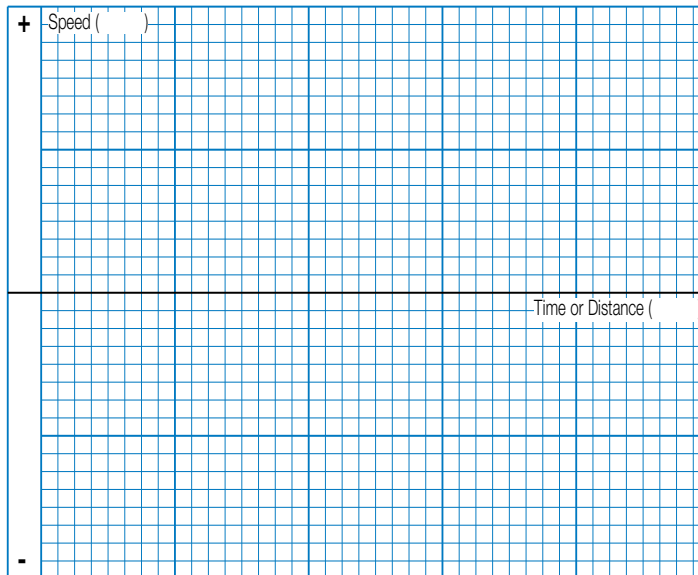 + Speed ( )
Time or Distance (
-